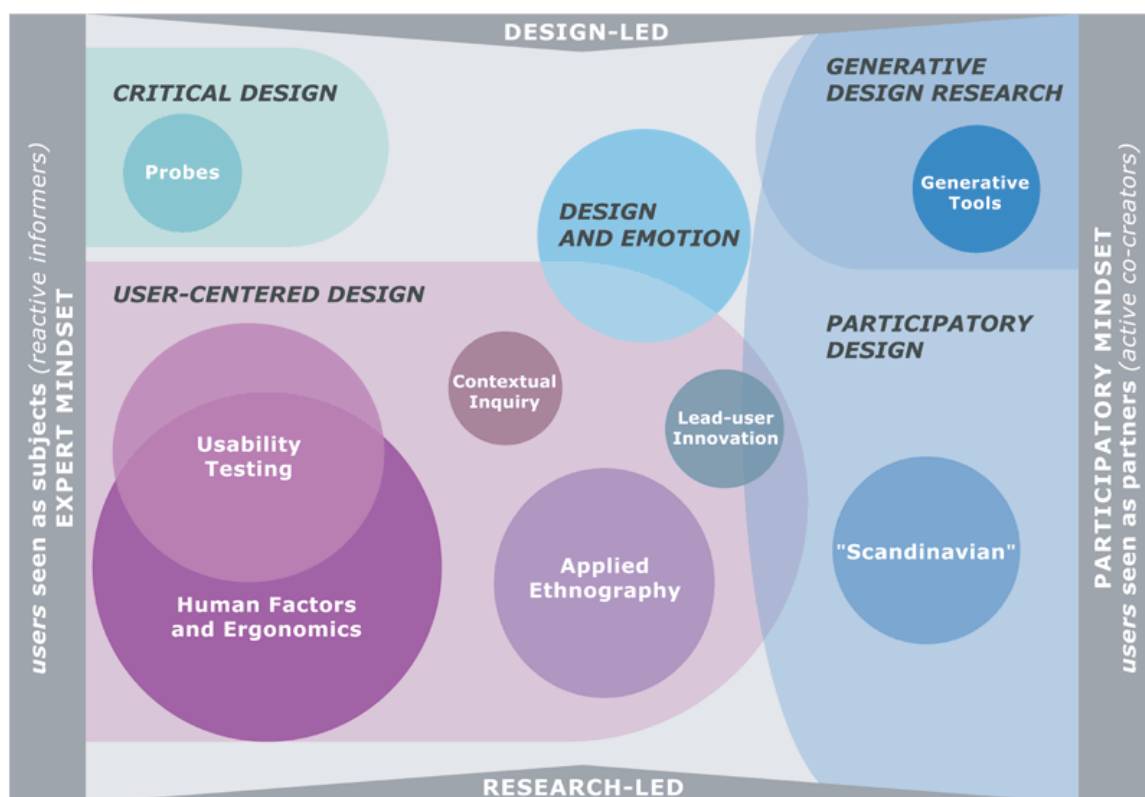 DESIGN-LED
users seen as subjects (reactive informers)
EXPERT MINDSET
CRITICAL DESIGN
Probes
GENERATIVE
DESIGN RESEARCH
Generative
Tools
DESIGN
AND EMOTION
USER-CENTERED DESIGN
Contextual
Inquiry
Usability
Testing
Lead-user
Innovation
PARTICIPATORY
DESIGN
Applied
Ethnography
"Scandinavian"
Human Factors
and Ergonomics
PARTICIPATORY MINDSET
users seen as partners (active co-creators)
RESEARCH-LED